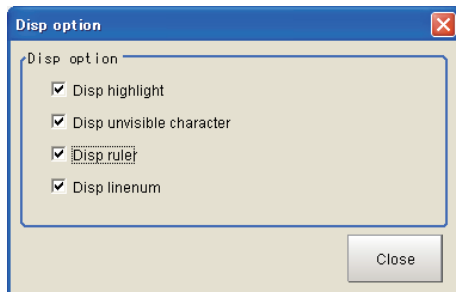 Disp option
Disp option
Disp highlight
Disp unvisible character
Disp ruler
Disp linenum
Close